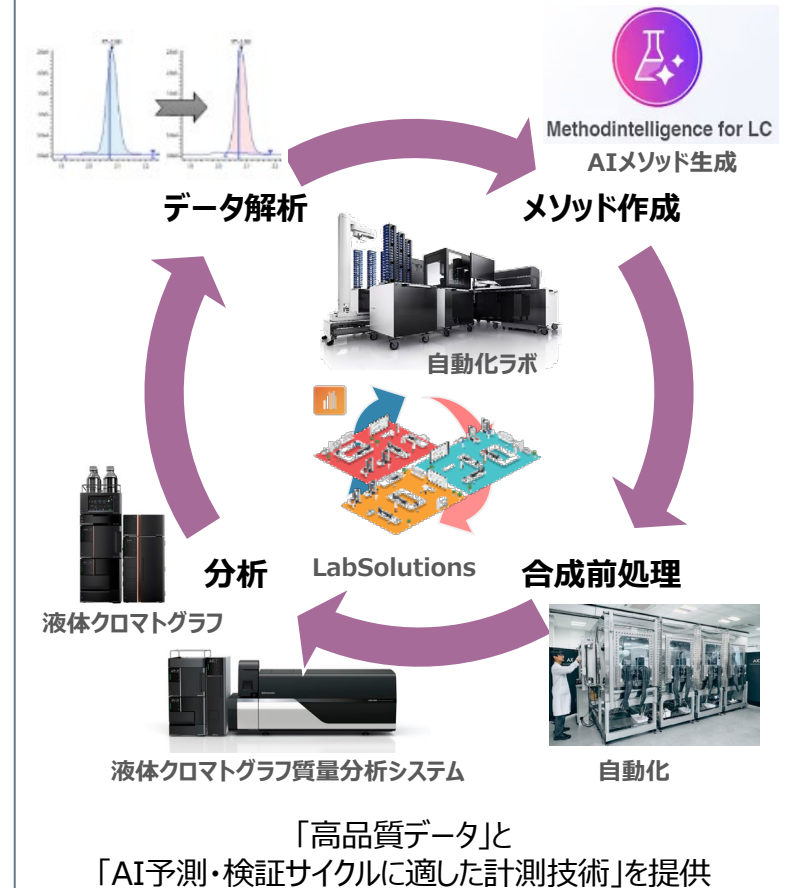 Methodintelligence for LC
AIメソッド生成
データ解析
メソッド作成
自動化ラボ
分析
LabSolutions
合成前処理
液体クロマトグラフ
液体クロマトグラフ質量分析システム
自動化
「高品質データ」と
「AI予測・検証サイクルに適した計測技術」を提供